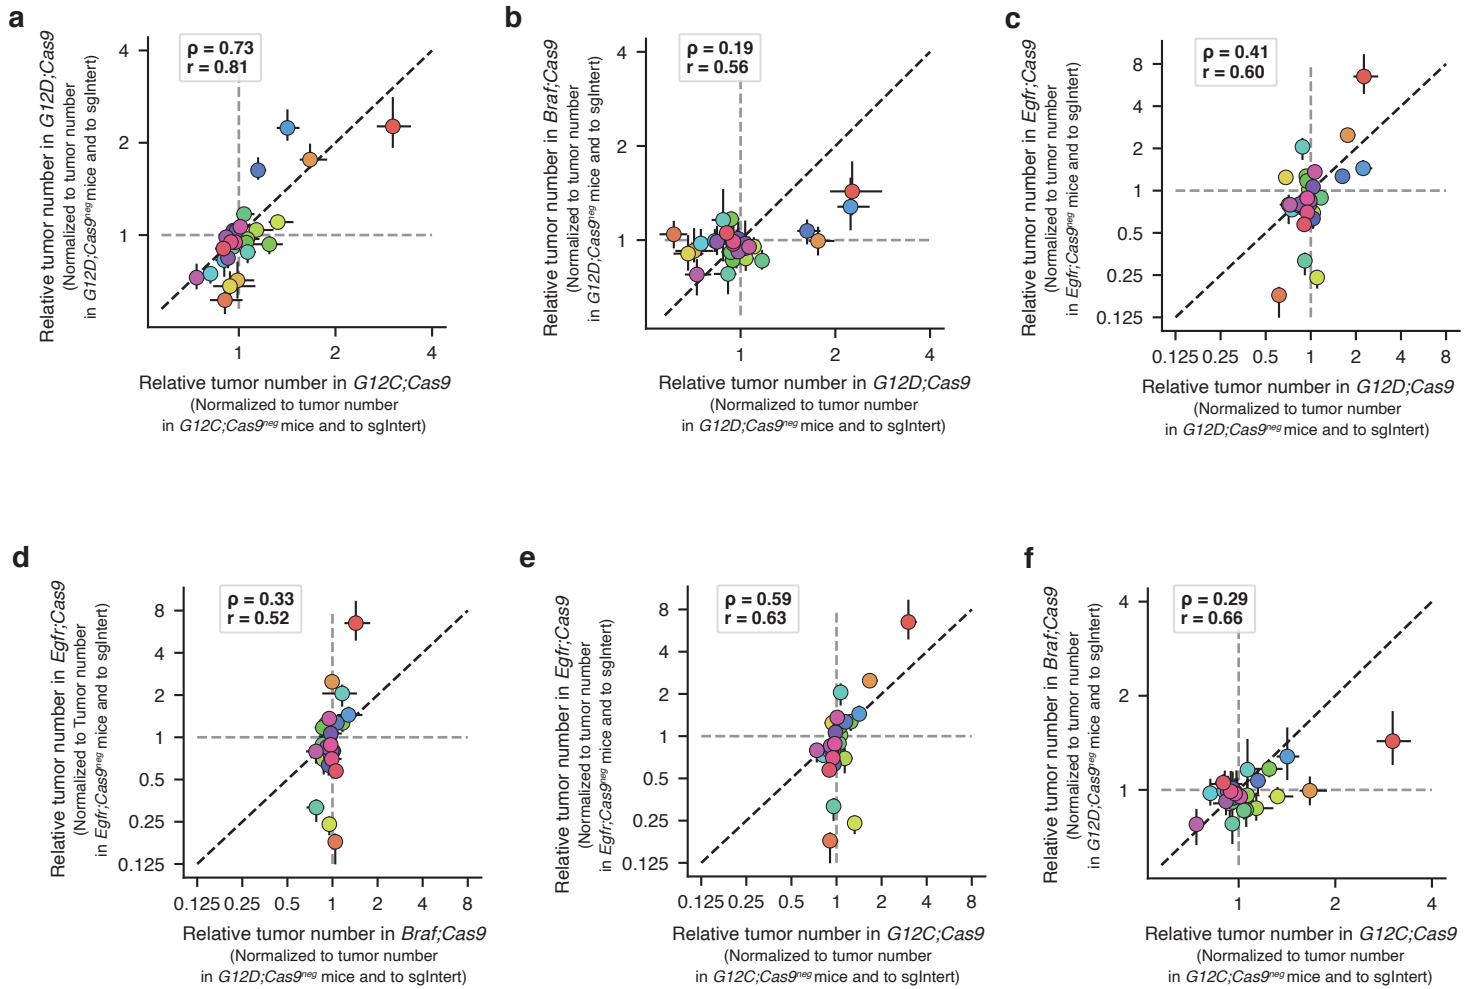 a
Relative tumor number in G12D;Cas9
(Normalized to tumor number
in G12D;Cas9neg mice and to sgIntert)
ρ = 0.73
r = 0.81
4
2
1
1
2
4
Relative tumor number in G12C;Cas9
(Normalized to tumor number
in G12C;Cas9neg mice and to sgIntert)
b
Relative tumor number in Braf;Cas9
(Normalized to tumor number
in G12D;Cas9neg mice and to sgIntert)
ρ = 0.19
r = 0.56
4
2
1
1
2
4
Relative tumor number in G12D;Cas9
(Normalized to tumor number
in G12D;Cas9neg mice and to sgIntert)
c
Relative tumor number in Egfr;Cas9
(Normalized to tumor number
in Egfr;Cas9neg mice and to sgIntert)
ρ = 0.41
r = 0.60
8
4
2
1
0.5
0.25
0.125
0.125 0.25 0.5 1 2 4 8
Relative tumor number in G12D;Cas9
(Normalized to tumor number
in G12D;Cas9neg mice and to sgIntert)
d
Relative tumor number in Egfr;Cas9
(Normalized to Tumor number
in Egfr;Cas9neg mice and to sgIntert)
ρ = 0.33
r = 0.52
8
4
2
1
0.5
0.25
0.125
0.125 0.25 0.5 1 2 4 8
Relative tumor number in Braf;Cas9
(Normalized to tumor number
in G12D;Cas9neg mice and to sgIntert)
e
Relative tumor number in Egfr;Cas9
(Normalized to tumor number
in Egfr;Cas9neg mice and to sgIntert)
ρ = 0.59
r = 0.63
8
4
2
1
0.5
0.25
0.125
0.125 0.25 0.5 1 2 4 8
Relative tumor number in G12C;Cas9
(Normalized to tumor number
in G12C;Cas9neg mice and to sgIntert)
f
Relative tumor number in Braf;Cas9
(Normalized to tumor number
in G12D;Cas9neg mice and to sgIntert)
ρ = 0.29
r = 0.66
4
2
1
1
2
4
Relative tumor number in G12C;Cas9
(Normalized to tumor number
in G12C;Cas9neg mice and to sgIntert)